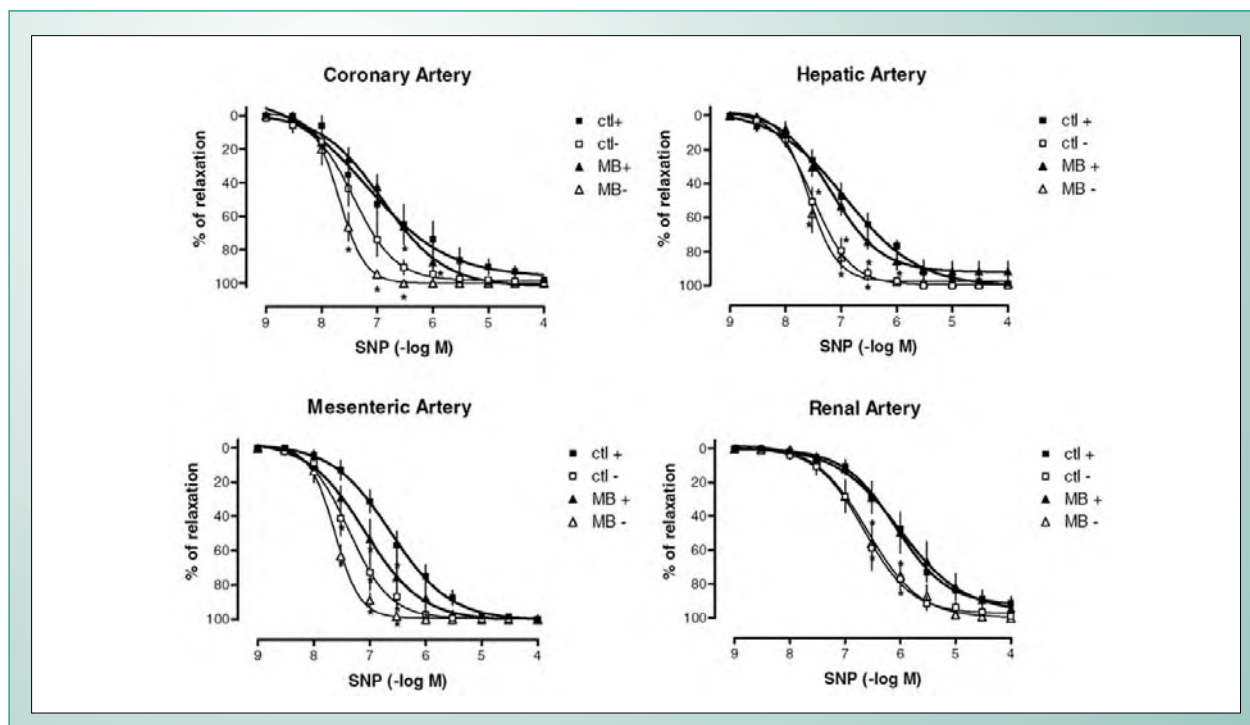 Coronary Artery
0
20
40
60
80
100
% of relaxation
9 8 7 6 5 4
SNP (-log M)
ctl+
ctl-
MB+
MB-
* * * * *
Hepatic Artery
0
20
40
60
80
100
% of relaxation
9 8 7 6 5 4
SNP (-log M)
ctl +
ctl -
MB +
MB -
* * * * * * * *
Mesenteric Artery
0
20
40
60
80
100
% of relaxation
9 8 7 6 5 4
SNP (-log M)
ctl +
ctl -
MB +
MB -
* * * * * * * *
Renal Artery
0
20
40
60
80
100
% of relaxation
9 8 7 6 5 4
SNP (-log M)
ctl +
ctl -
MB +
MB -
* * * *